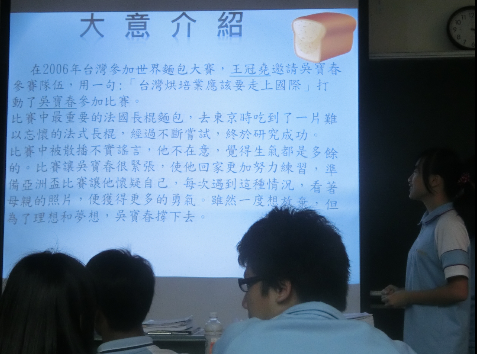 大意介紹
在2006年台灣參加世界麵包大賽，王冠堯邀請吳寶春
參賽隊伍，用一句:「台灣烘培業應該要走上國際」打
動了吳寶春參加比賽。
比賽中最重要的法國長棍麵包，去東京時吃到了一片難
以忘懷的法式長棍，經過不斷嘗試，終於研究成功。
比賽中被散播不實謠言，他不在意，覺得生氣都是多餘
的。比賽讓吳寶春很緊張，使他回家更加努力練習，準
備亞洲盃比賽讓他懷疑自己，每次遇到這種情況，看著
母親的照片，便獲得更多的勇氣。雖然一度想放棄，但
為了理想和夢想，吳寶春撐下去。